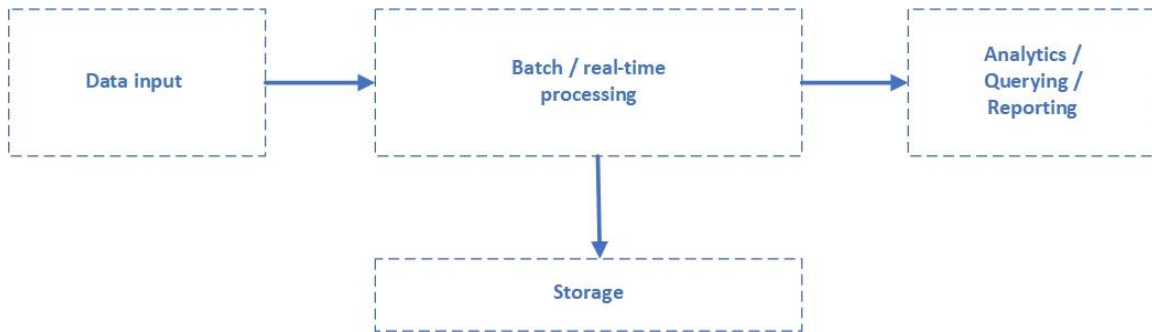 Data input
Batch / real-time
processing
Analytics /
Querying /
Reporting
Storage